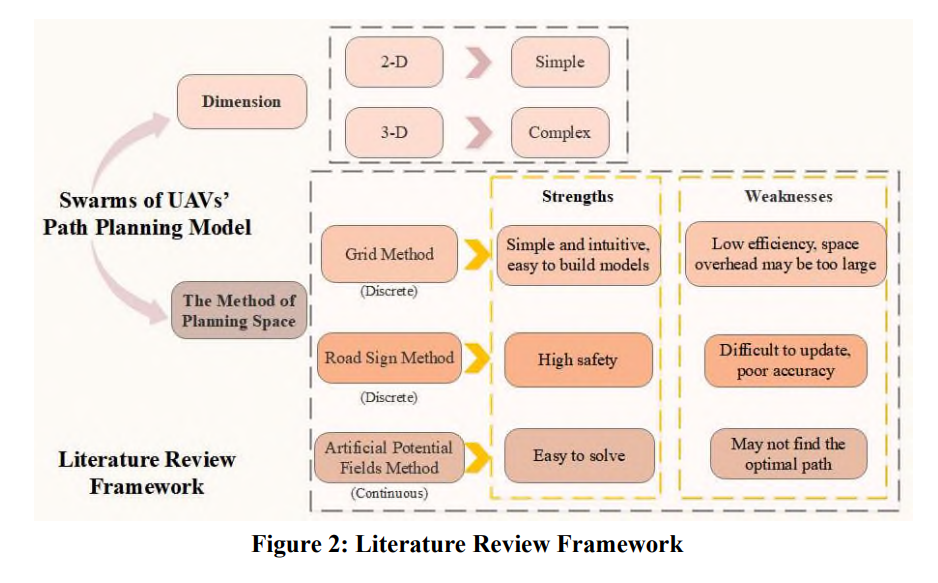 2-D
Simple
Dimension
3-D
Complex
Swarms of UAVs’
Path Planning Model
Strengths
Weaknesses
Grid Method
(Discrete)
Simple and intuitive,
easy to build models
Low efficiency, space
overhead may be too large
The Method of
Planning Space
Road Sign Method
(Discrete)
High safety
Difficult to update,
poor accuracy
Artificial Potential
Fields Method
(Continuous)
Easy to solve
May not find the
optimal path
Literature Review
Framework
Figure 2: Literature Review Framework